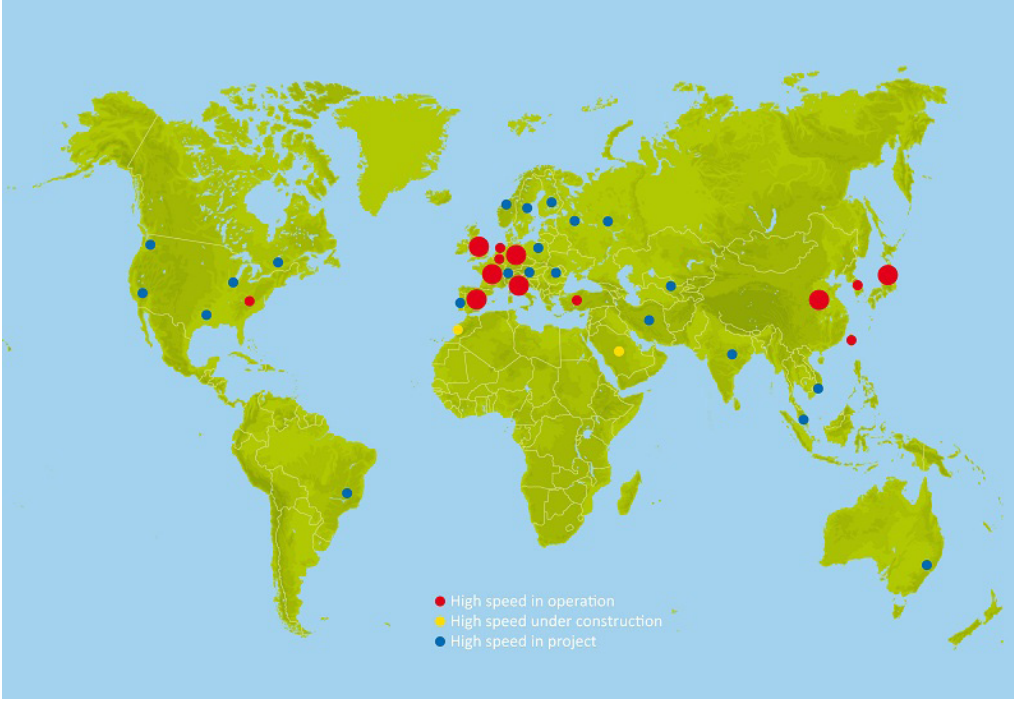 High speed in operation
High speed under construction
High speed in project